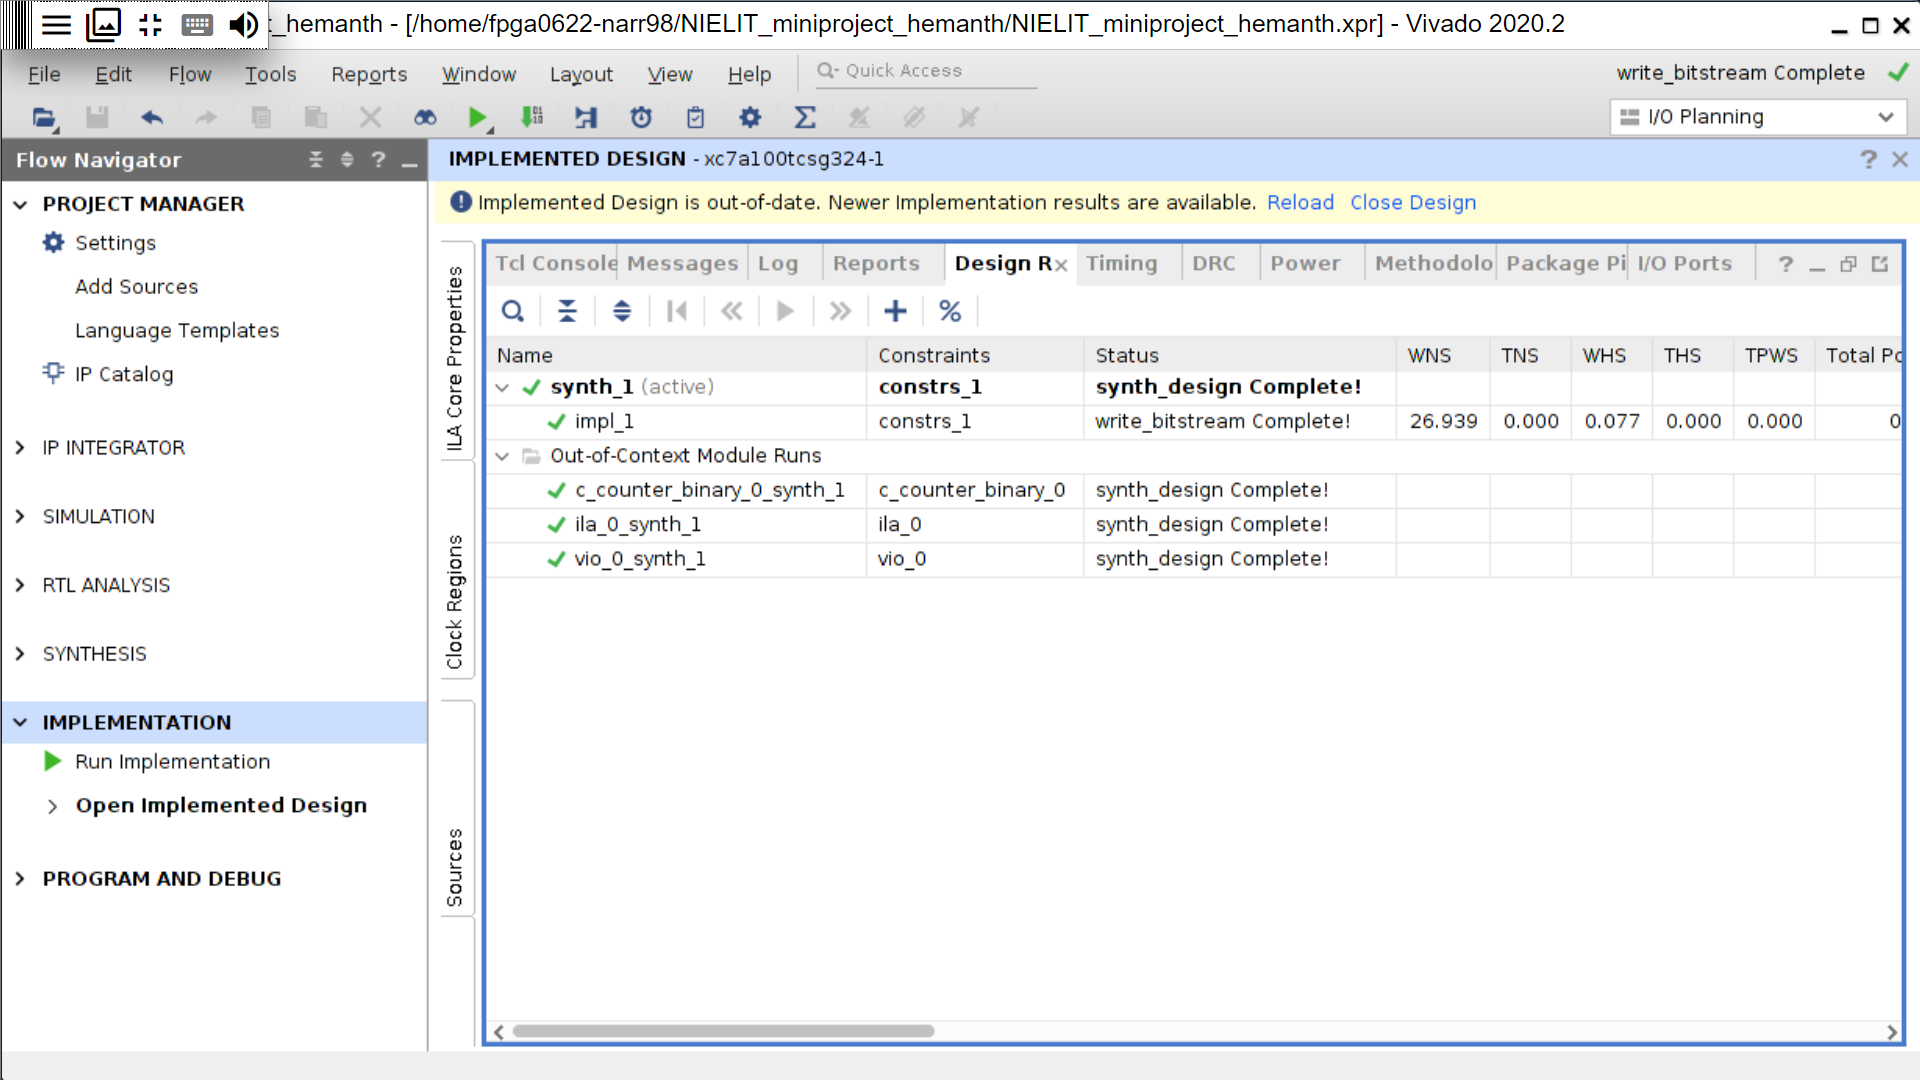 t_hemanth - [/home/fpga0622-narr98/NIELIT_miniproject_hemanth/NIELIT_miniproject_hemanth.xpr] - Vivado 2020.2
File Edit Flow Tools Reports Window Layout View Help Quick Access
write_bitstream Complete
I/O Planning
Flow Navigator
IMPLEMENTED DESIGN - xc7a100tcsg324-1
Implemented Design is out-of-date. Newer Implementation results are available. Reload Close Design
PROJECT MANAGER
Settings
Add Sources
Language Templates
IP Catalog
IP INTEGRATOR
SIMULATION
RTL ANALYSIS
SYNTHESIS
IMPLEMENTATION
Run Implementation
Open Implemented Design
PROGRAM AND DEBUG
ILA Core Properties
Clock Regions
Sources
Tcl Console Messages Log Reports Design R Timing DRC Power Methodolo Package Pi I/O Ports
Name Constraints Status WNS TNS WHS THS TPWS Total Po
synth_1 (active) constrs_1 synth_design Complete!
impl_1 constrs_1 write_bitstream Complete! 26.939 0.000 0.077 0.000 0.000 0
Out-of-Context Module Runs
c_counter_binary_0_synth_1 c_counter_binary_0 synth_design Complete!
ila_0_synth_1 ila_0 synth_design Complete!
vio_0_synth_1 vio_0 synth_design Complete!